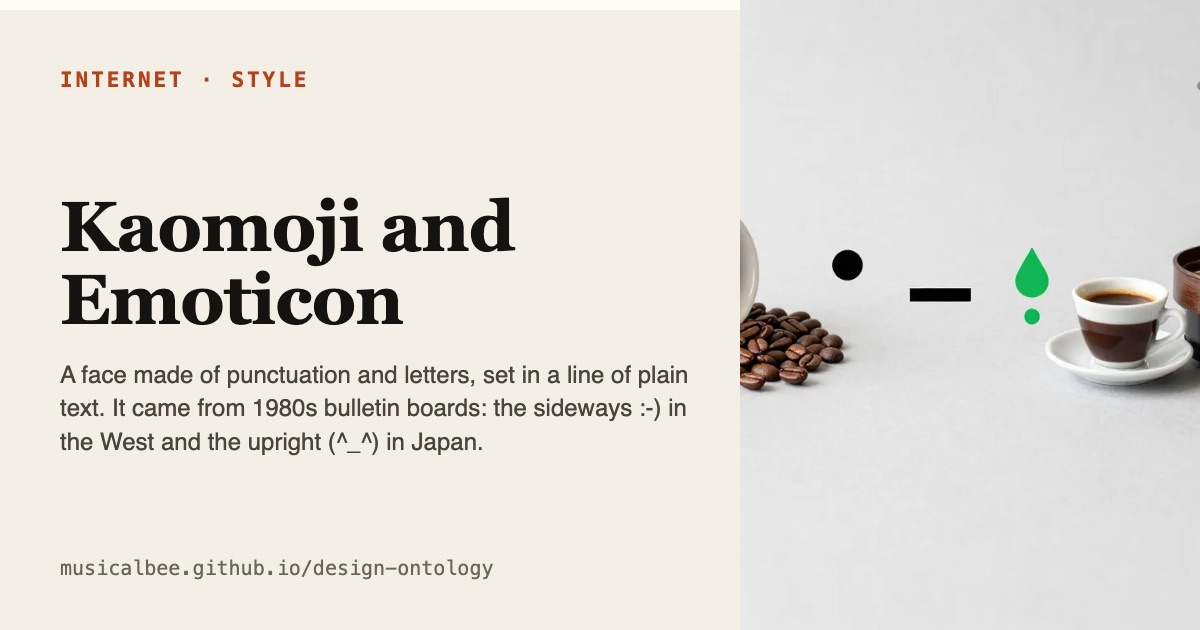 INTERNET · STYLE
Kaomoji and
Emoticon
A face made of punctuation and letters, set in a line of plain
text. It came from 1980s bulletin boards: the sideways :-) in
the West and the upright (^_^) in Japan.
musicalbee.github.io/design-ontology